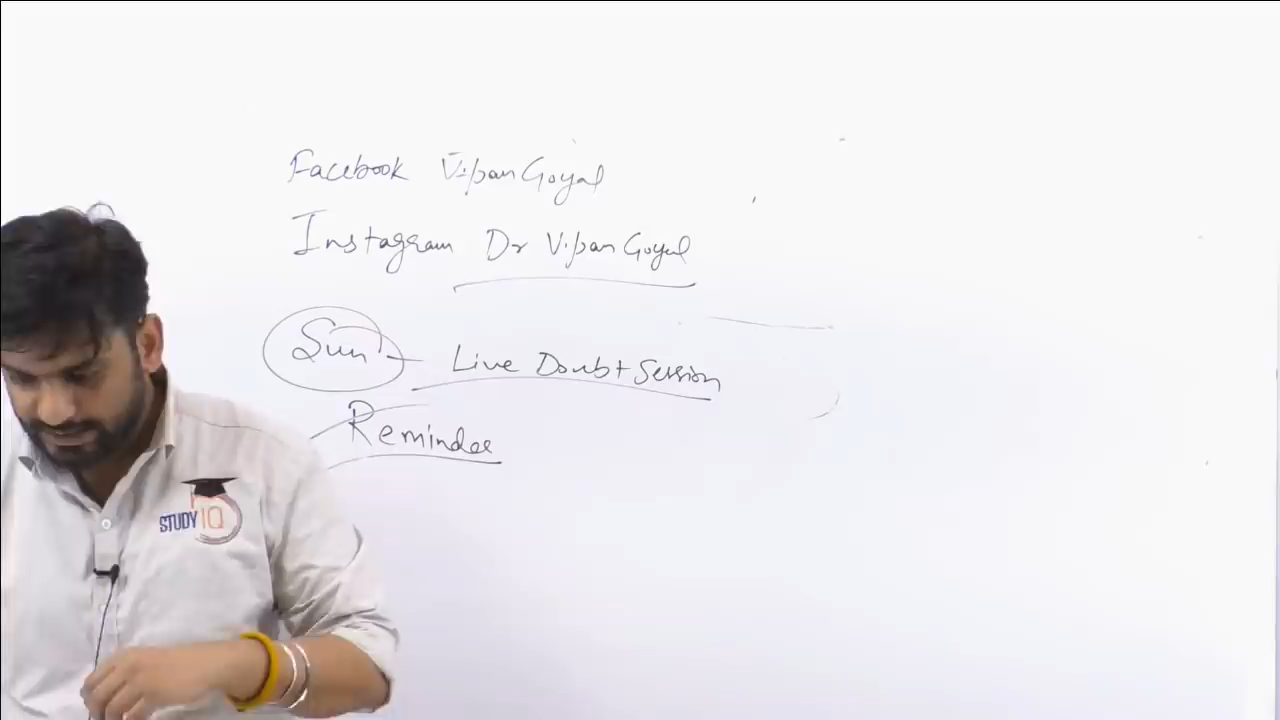 Facebook Vipan Goyal
Instagram Dr Vipan Goyal
Sun - Live Doubt Session
Reminder
STUDY IQ